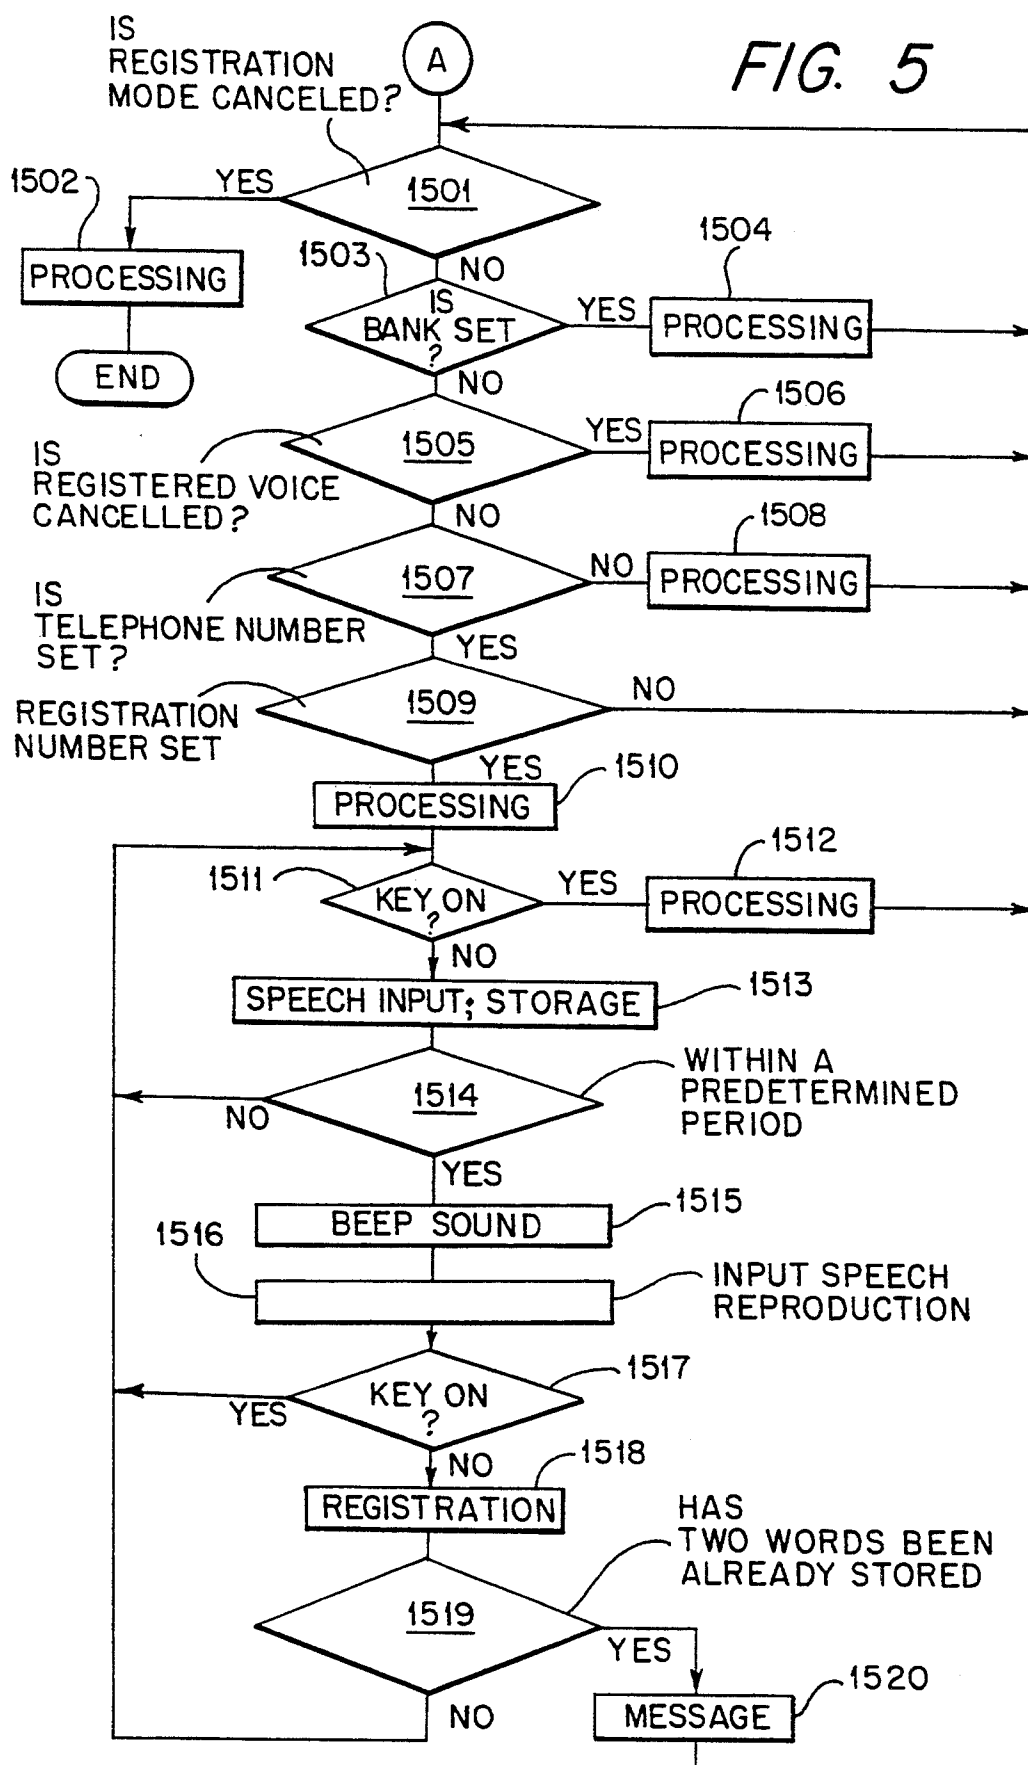 IS
REGISTRATION
MODE CANCELED?
A
FIG. 5
1501
YES
1502
PROCESSING
END
NO
1503
IS
BANK SET
?
YES
1504
PROCESSING
NO
1505
IS
REGISTERED VOICE
CANCELLED?
YES
1506
PROCESSING
NO
1507
IS
TELEPHONE NUMBER
SET?
NO
1508
PROCESSING
YES
1509
REGISTRATION
NUMBER SET
NO
YES
1510
PROCESSING
1511
KEY ON
?
YES
1512
PROCESSING
NO
SPEECH INPUT; STORAGE
1513
1514
WITHIN A
PREDETERMINED
PERIOD
NO
YES
BEEP SOUND
1515
1516
INPUT SPEECH
REPRODUCTION
KEY ON
?
1517
YES
NO
1518
REGISTRATION
HAS
TWO WORDS BEEN
ALREADY STORED
1519
YES
NO
1520
MESSAGE